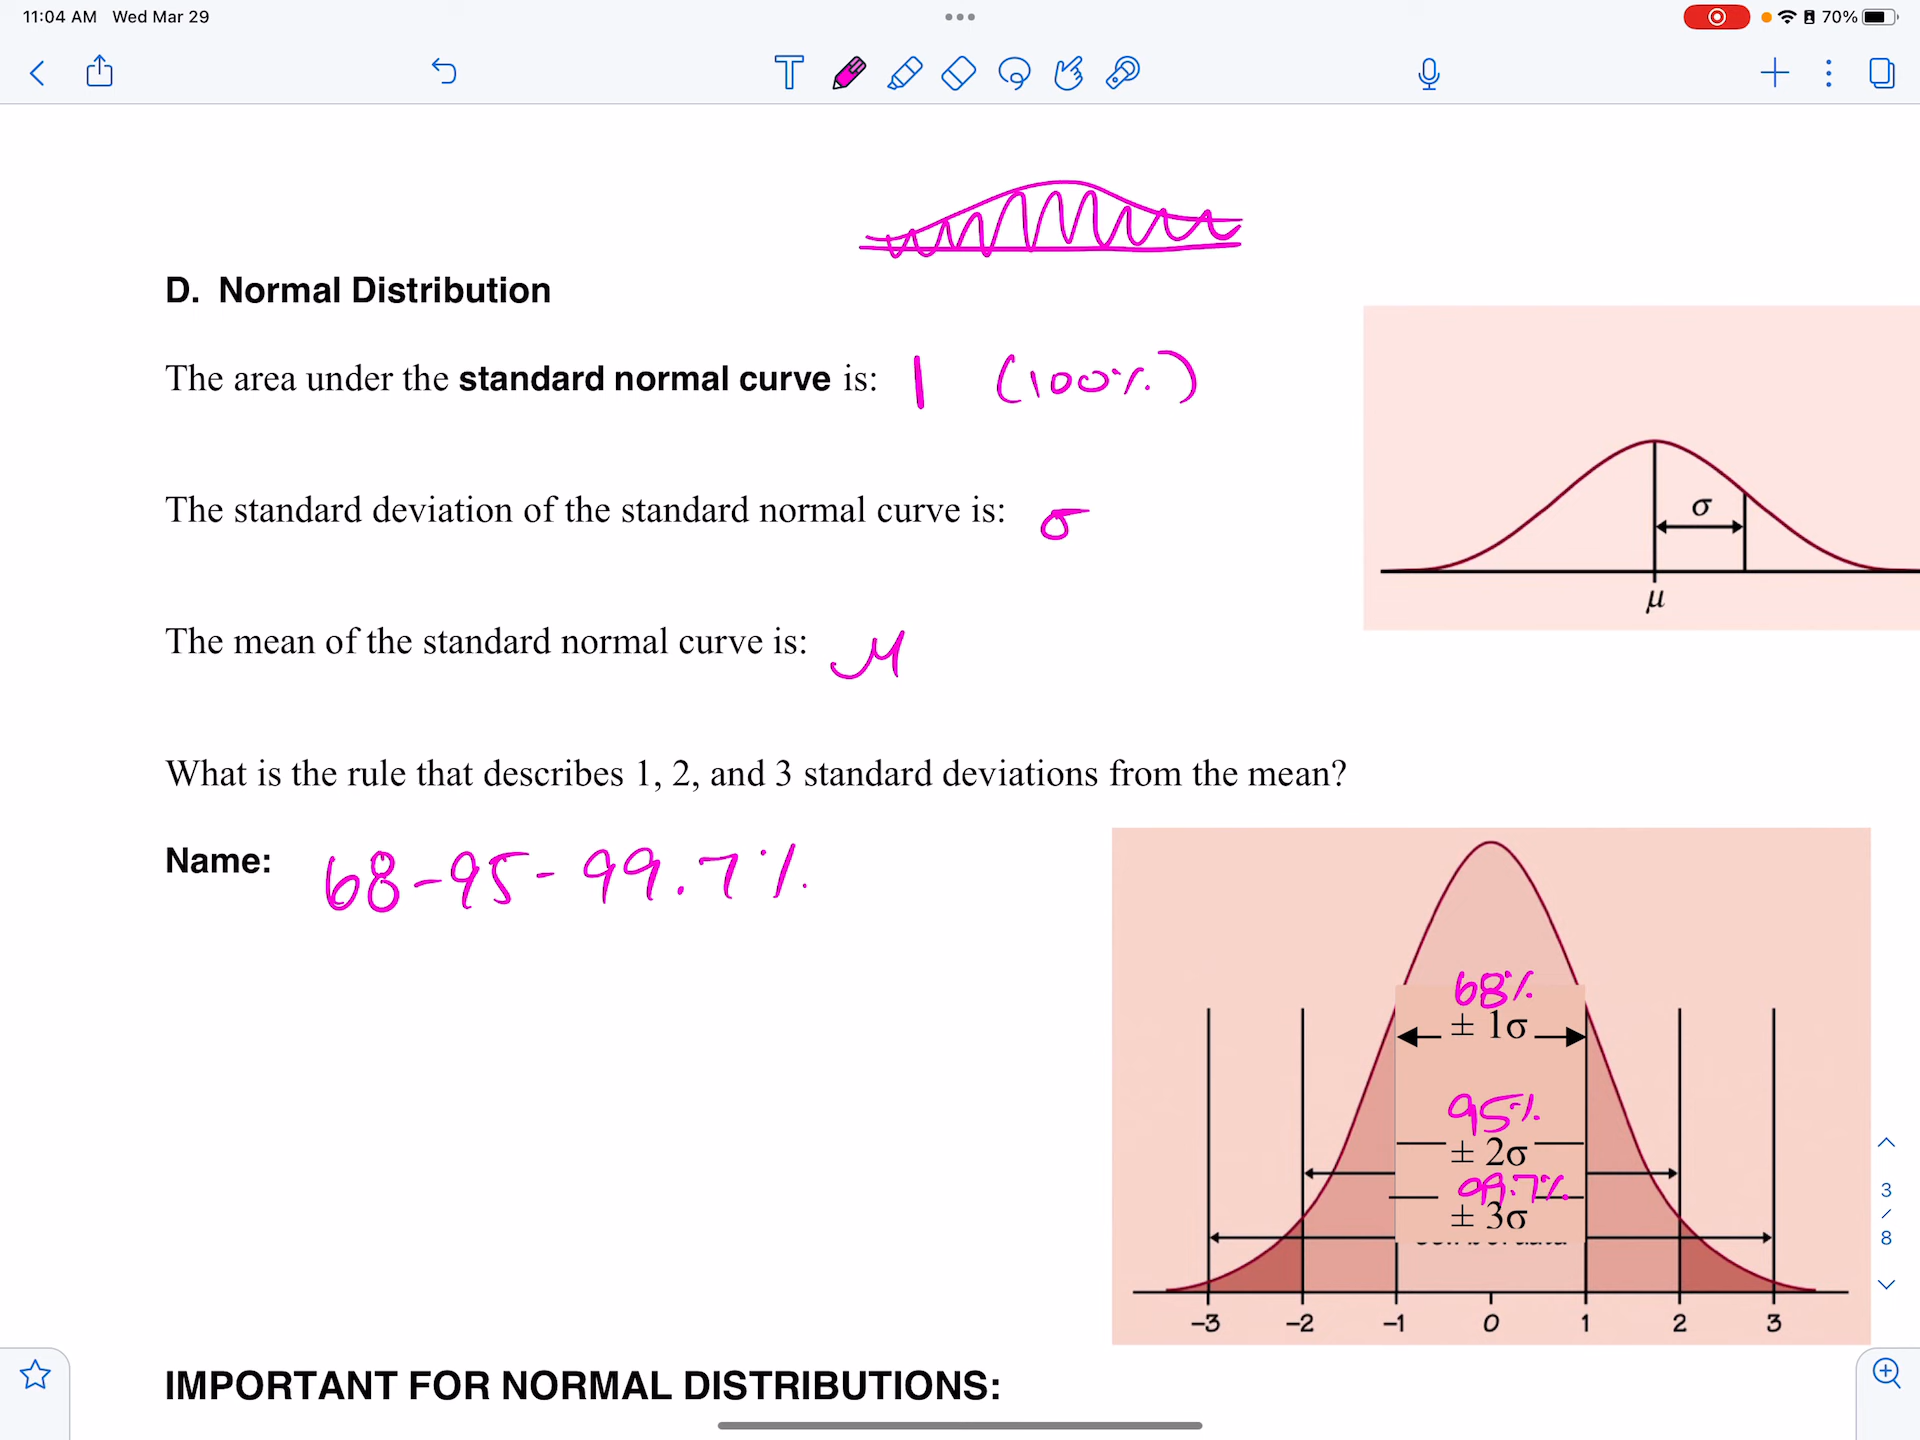 11:04 AM Wed Mar 29
70%
D. Normal Distribution
The area under the standard normal curve is: 1 (100%)
σ
The standard deviation of the standard normal curve is: σ
μ
The mean of the standard normal curve is: μ
What is the rule that describes 1, 2, and 3 standard deviations from the mean?
Name: 68-95-99.7%
68%
± 1σ
95%
± 2σ
99.7%
± 3σ
-3 -2 -1 0 1 2 3
3
/
8
IMPORTANT FOR NORMAL DISTRIBUTIONS: